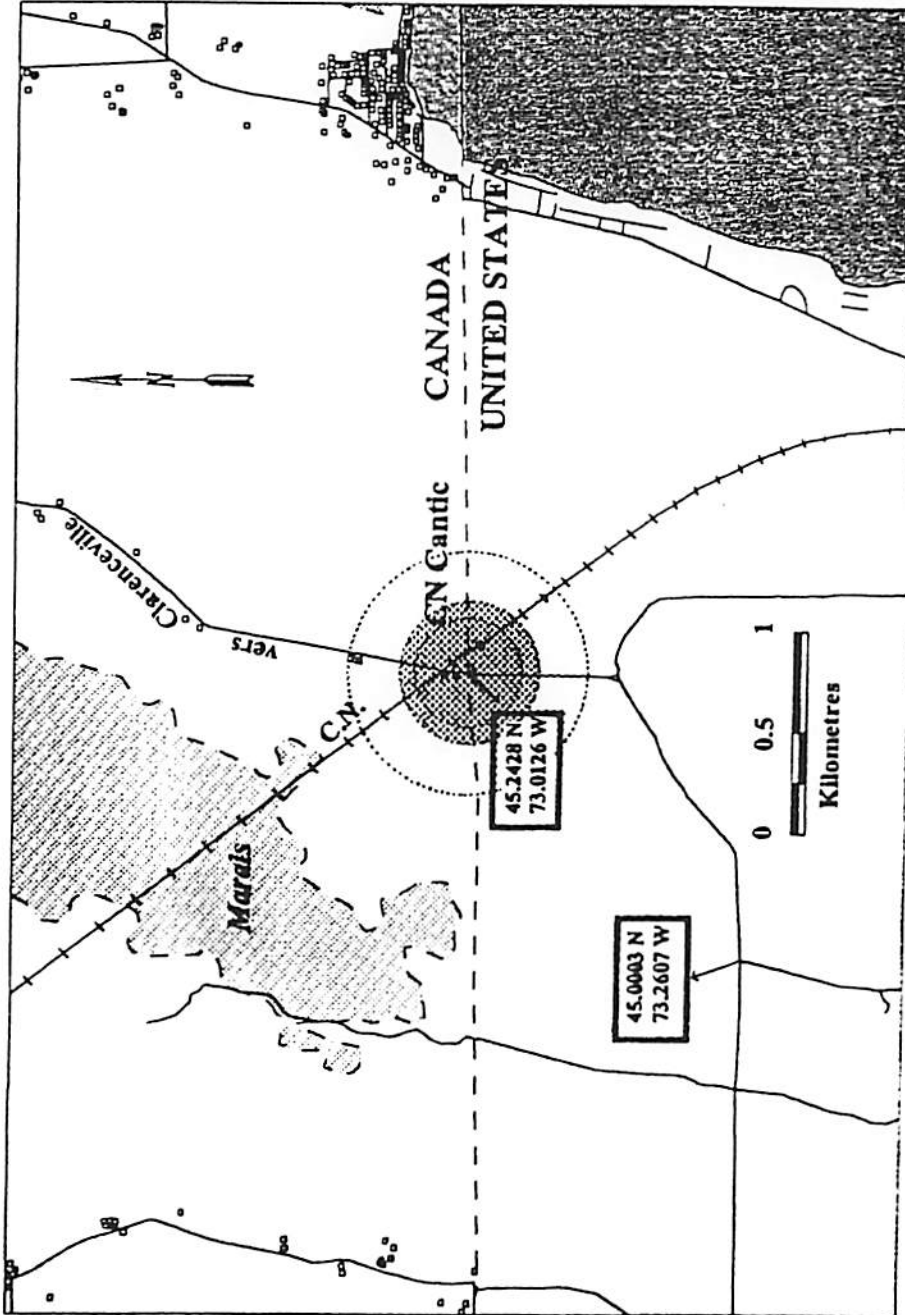 vers Clarenceville
N
Marais
C.N.
CN Cantic
CANADA
UNITED STATES
45.2428 N
73.0126 W
45.0003 N
73.2607 W
0 0.5 1
Kilometres